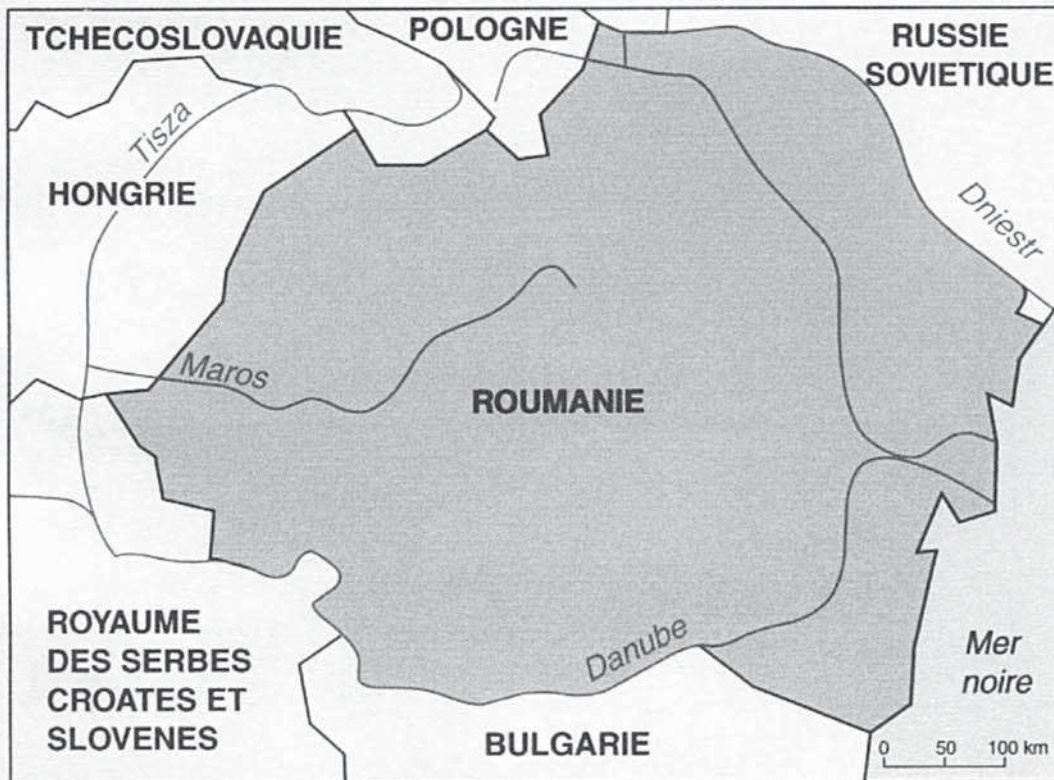 TCHECOSLOVAQUIE
POLOGNE
RUSSIE
SOVIETIQUE
Tisza
HONGRIE
Dniestr
Maros
ROUMANIE
ROYAUME
DES SERBES
CROATES ET
SLOVENES
Danube
Mer
noire
BULGARIE
0 50 100 km